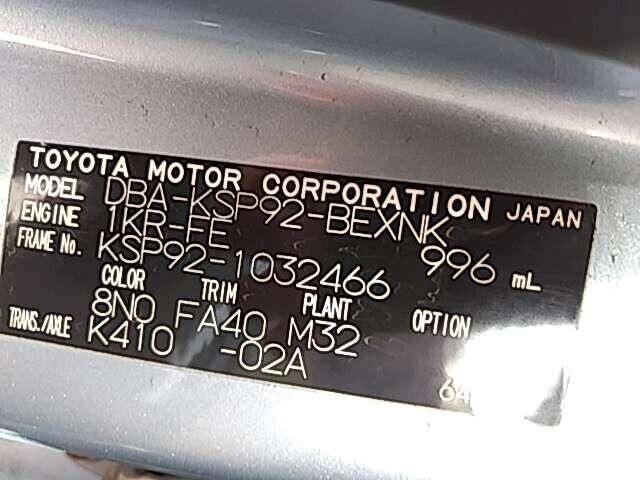 TOYOTA MOTOR CORPORATION JAPAN
MODEL DBA-KSP92-BEXNK
ENGINE 1KR-FE 996 mL
FRAME No. KSP92-1032466
COLOR TRIM PLANT OPTION
8N0 FA40 M32
TRANS./AXLE K410 -02A